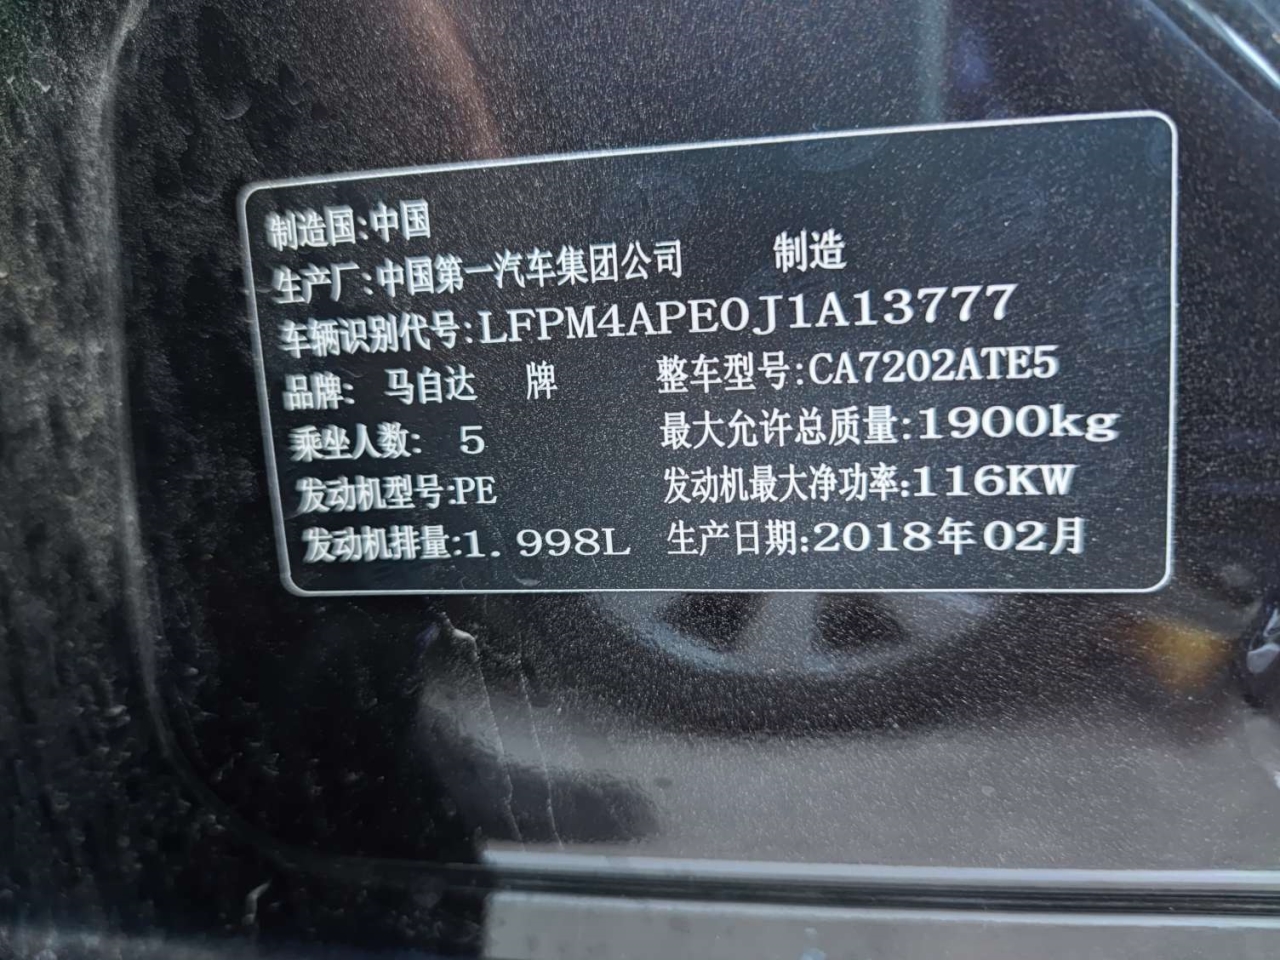 制造国:中国
生产厂:中国第一汽车集团公司 制造
车辆识别代号:LFPM4APE0J1A13777
品牌: 马自达 牌 整车型号:CA7202ATE5
乘坐人数: 5 最大允许总质量:1900kg
发动机型号:PE 发动机最大净功率:116KW
发动机排量:1.998L 生产日期:2018年02月